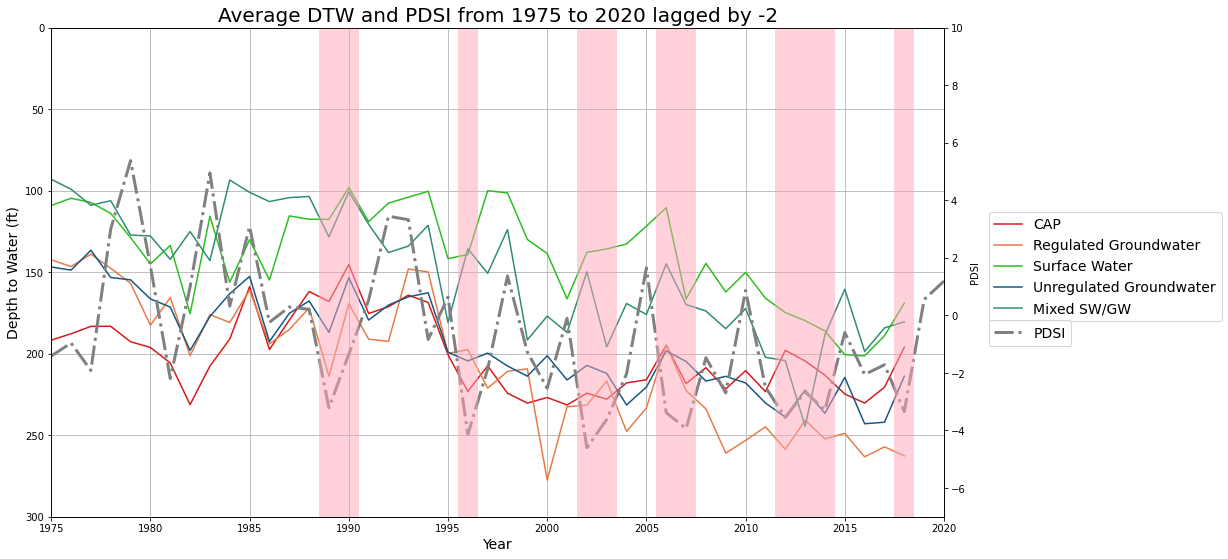 Average DTW and PDSI from 1975 to 2020 lagged by -2
0
50
100
150
200
250
300
Depth to Water (ft)
1975
1980
1985
1990
1995
2000
2005
2010
2015
2020
Year
10
8
6
4
2
0
−2
−4
−6
PDSI
CAP
Regulated Groundwater
Surface Water
Unregulated Groundwater
Mixed SW/GW
PDSI